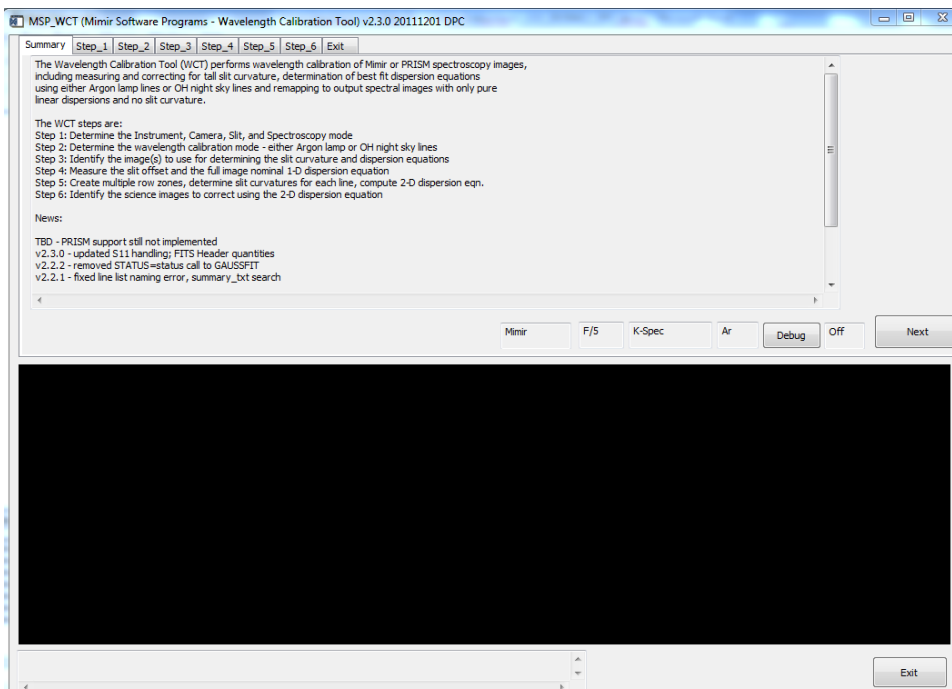 MSP_WCT (Mimir Software Programs - Wavelength Calibration Tool) v2.3.0 20111201 DPC
Summary Step_1 Step_2 Step_3 Step_4 Step_5 Step_6 Exit
The Wavelength Calibration Tool (WCT) performs wavelength calibration of Mimir or PRISM spectroscopy images,
including measuring and correcting for tall slit curvature, determination of best fit dispersion equations
using either Argon lamp lines or OH night sky lines and remapping to output spectral images with only pure
linear dispersions and no slit curvature.
The WCT steps are:
Step 1: Determine the Instrument, Camera, Slit, and Spectroscopy mode
Step 2: Determine the wavelength calibration mode - either Argon lamp or OH night sky lines
Step 3: Identify the image(s) to use for determining the slit curvature and dispersion equations
Step 4: Measure the slit offset and the full image nominal 1-D dispersion equation
Step 5: Create multiple row zones, determine slit curvatures for each line, compute 2-D dispersion eqn.
Step 6: Identify the science images to correct using the 2-D dispersion equation
News:
TBD - PRISM support still not implemented
v2.3.0 - updated S11 handling; FITS Header quantities
v2.2.2 - removed STATUS=status call to GAUSSFIT
v2.2.1 - fixed line list naming error, summary_txt search
Mimir F/5 K-Spec Ar Debug Off Next
Exit